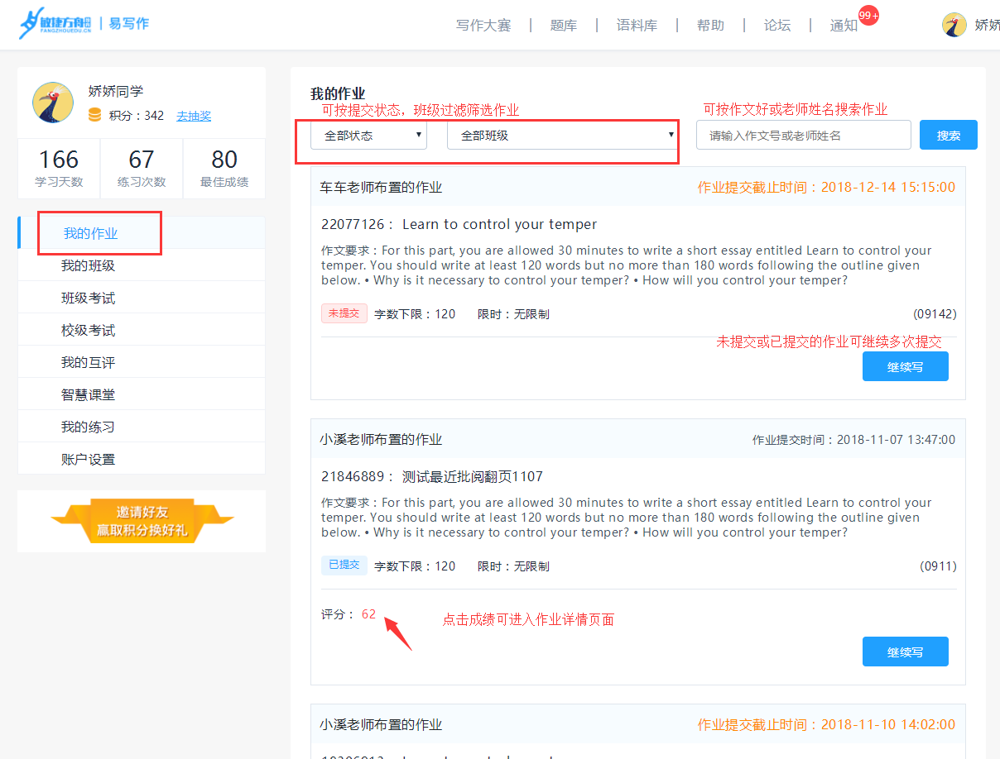 敏捷方舟
FANGZHOUEDU.CN
易写作
写作大赛 | 题库 | 语料库 | 帮助 | 论坛 | 通知 99+
娇娇
娇娇同学
积分：342 去抽奖
166 67 80
学习天数 练习次数 最佳成绩
我的作业
我的班级
班级考试
校级考试
我的互评
智慧课堂
我的练习
账户设置
邀请好友
赢取积分换好礼
我的作业
可按提交状态，班级过滤筛选作业 可按作文好或老师姓名搜索作业
全部状态 全部班级 请输入作文号或老师姓名 搜索
车车老师布置的作业 作业提交截止时间：2018-12-14 15:15:00
22077126： Learn to control your temper
作文要求：For this part, you are allowed 30 minutes to write a short essay entitled Learn to control your
temper. You should write at least 120 words but no more than 180 words following the outline given
below. • Why is it necessary to control your temper? • How will you control your temper?
未提交 字数下限：120 限时：无限制 (09142)
未提交或已提交的作业可继续多次提交
继续写
小溪老师布置的作业 作业提交时间：2018-11-07 13:47:00
21846889： 测试最近批阅翻页1107
作文要求：For this part, you are allowed 30 minutes to write a short essay entitled Learn to control your
temper. You should write at least 120 words but no more than 180 words following the outline given
below. • Why is it necessary to control your temper? • How will you control your temper?
已提交 字数下限：120 限时：无限制 (0911)
评分： 62 点击成绩可进入作业详情页面
继续写
小溪老师布置的作业 作业提交截止时间：2018-11-10 14:02:00